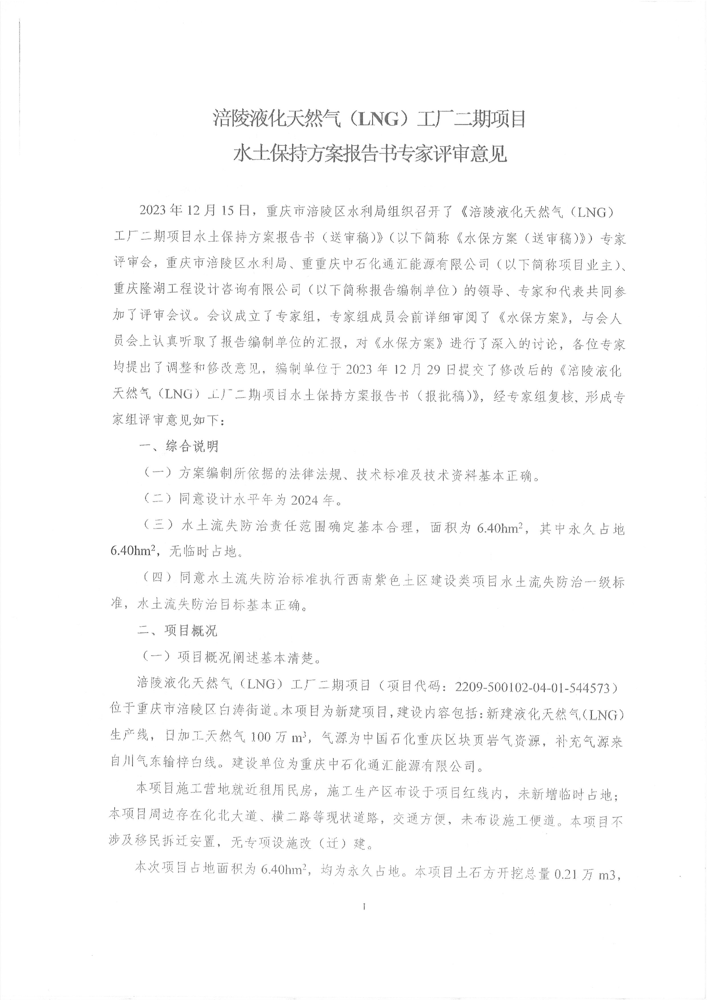 涪陵液化天然气（LNG）工厂二期项目
水土保持方案报告书专家评审意见
2023 年 12 月 15 日，重庆市涪陵区水利局组织召开了《涪陵液化天然气（LNG）
工厂二期项目水土保持方案报告书（送审稿）》（以下简称《水保方案（送审稿）》）专家
评审会，重庆市涪陵区水利局、重重庆中石化通汇能源有限公司（以下简称项目业主）、
重庆隆湖工程设计咨询有限公司（以下简称报告编制单位）的领导、专家和代表共同参
加了评审会议。会议成立了专家组，专家组成员会前详细审阅了《水保方案》，与会人
员会上认真听取了报告编制单位的汇报，对《水保方案》进行了深入的讨论，各位专家
均提出了调整和修改意见，编制单位于 2023 年 12 月 29 日提交了修改后的《涪陵液化
天然气（LNG）工厂二期项目水土保持方案报告书（报批稿）》，经专家组复核，形成专
家组评审意见如下：
一、综合说明
（一）方案编制所依据的法律法规、技术标准及技术资料基本正确。
（二）同意设计水平年为 2024 年。
（三）水土流失防治责任范围确定基本合理，面积为 6.40hm²，其中永久占地
6.40hm²，无临时占地。
（四）同意水土流失防治标准执行西南紫色土区建设类项目水土流失防治一级标
准，水土流失防治目标基本正确。
二、项目概况
（一）项目概况阐述基本清楚。
涪陵液化天然气（LNG）工厂二期项目（项目代码：2209-500102-04-01-544573）
位于重庆市涪陵区白涛街道。本项目为新建项目，建设内容包括：新建液化天然气（LNG）
生产线，日加工天然气 100 万 m³，气源为中国石化重庆区块页岩气资源，补充气源来
自川气东输梓白线。建设单位为重庆中石化通汇能源有限公司。
本项目施工营地就近租用民房，施工生产区布设于项目红线内，未新增临时占地；
本项目周边存在化北大道、横二路等现状道路，交通方便，未布设施工便道。本项目不
涉及移民拆迁安置，无专项设施改（迁）建。
本次项目占地面积为 6.40hm²，均为永久占地。本项目土石方开挖总量 0.21 万 m3，
1